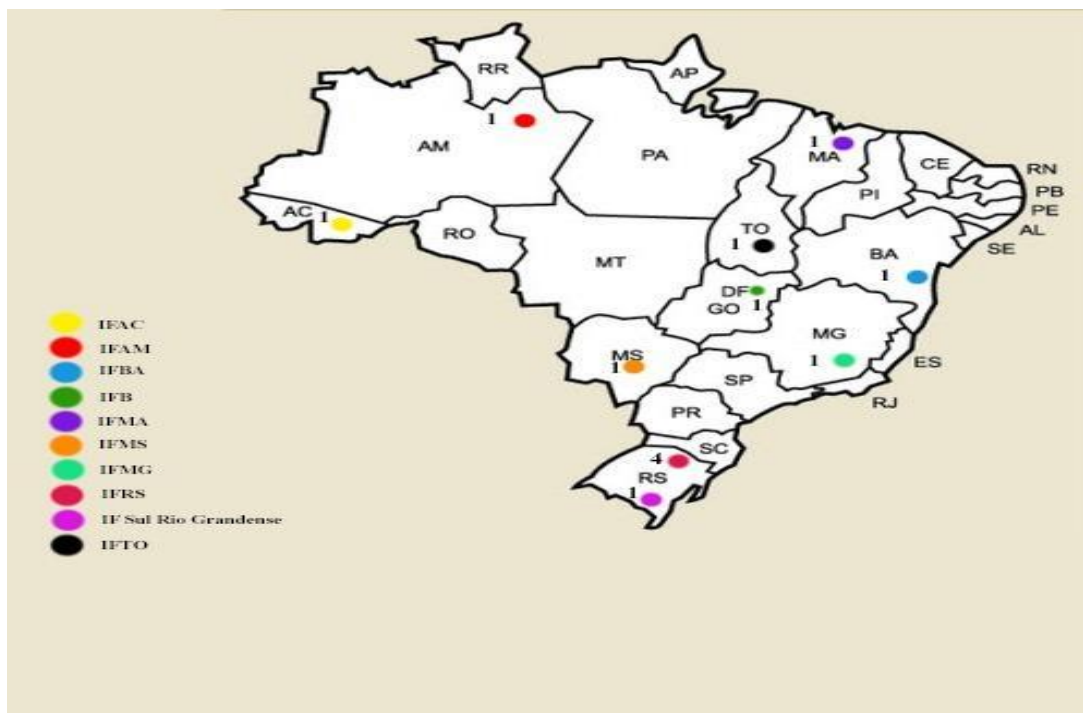 RR
AP
1
AM
PA
1
MA
CE
RN
PI
PB
PE
AL
SE
AC
1
RO
TO
1
MT
BA
1
DF
GO
1
MG
1
ES
MS
1
SP
RJ
PR
SC
4
RS
1
IFAC
IFAM
IFBA
IFB
IFMA
IFMS
IFMG
IFRS
IF Sul Rio Grandense
IFTO